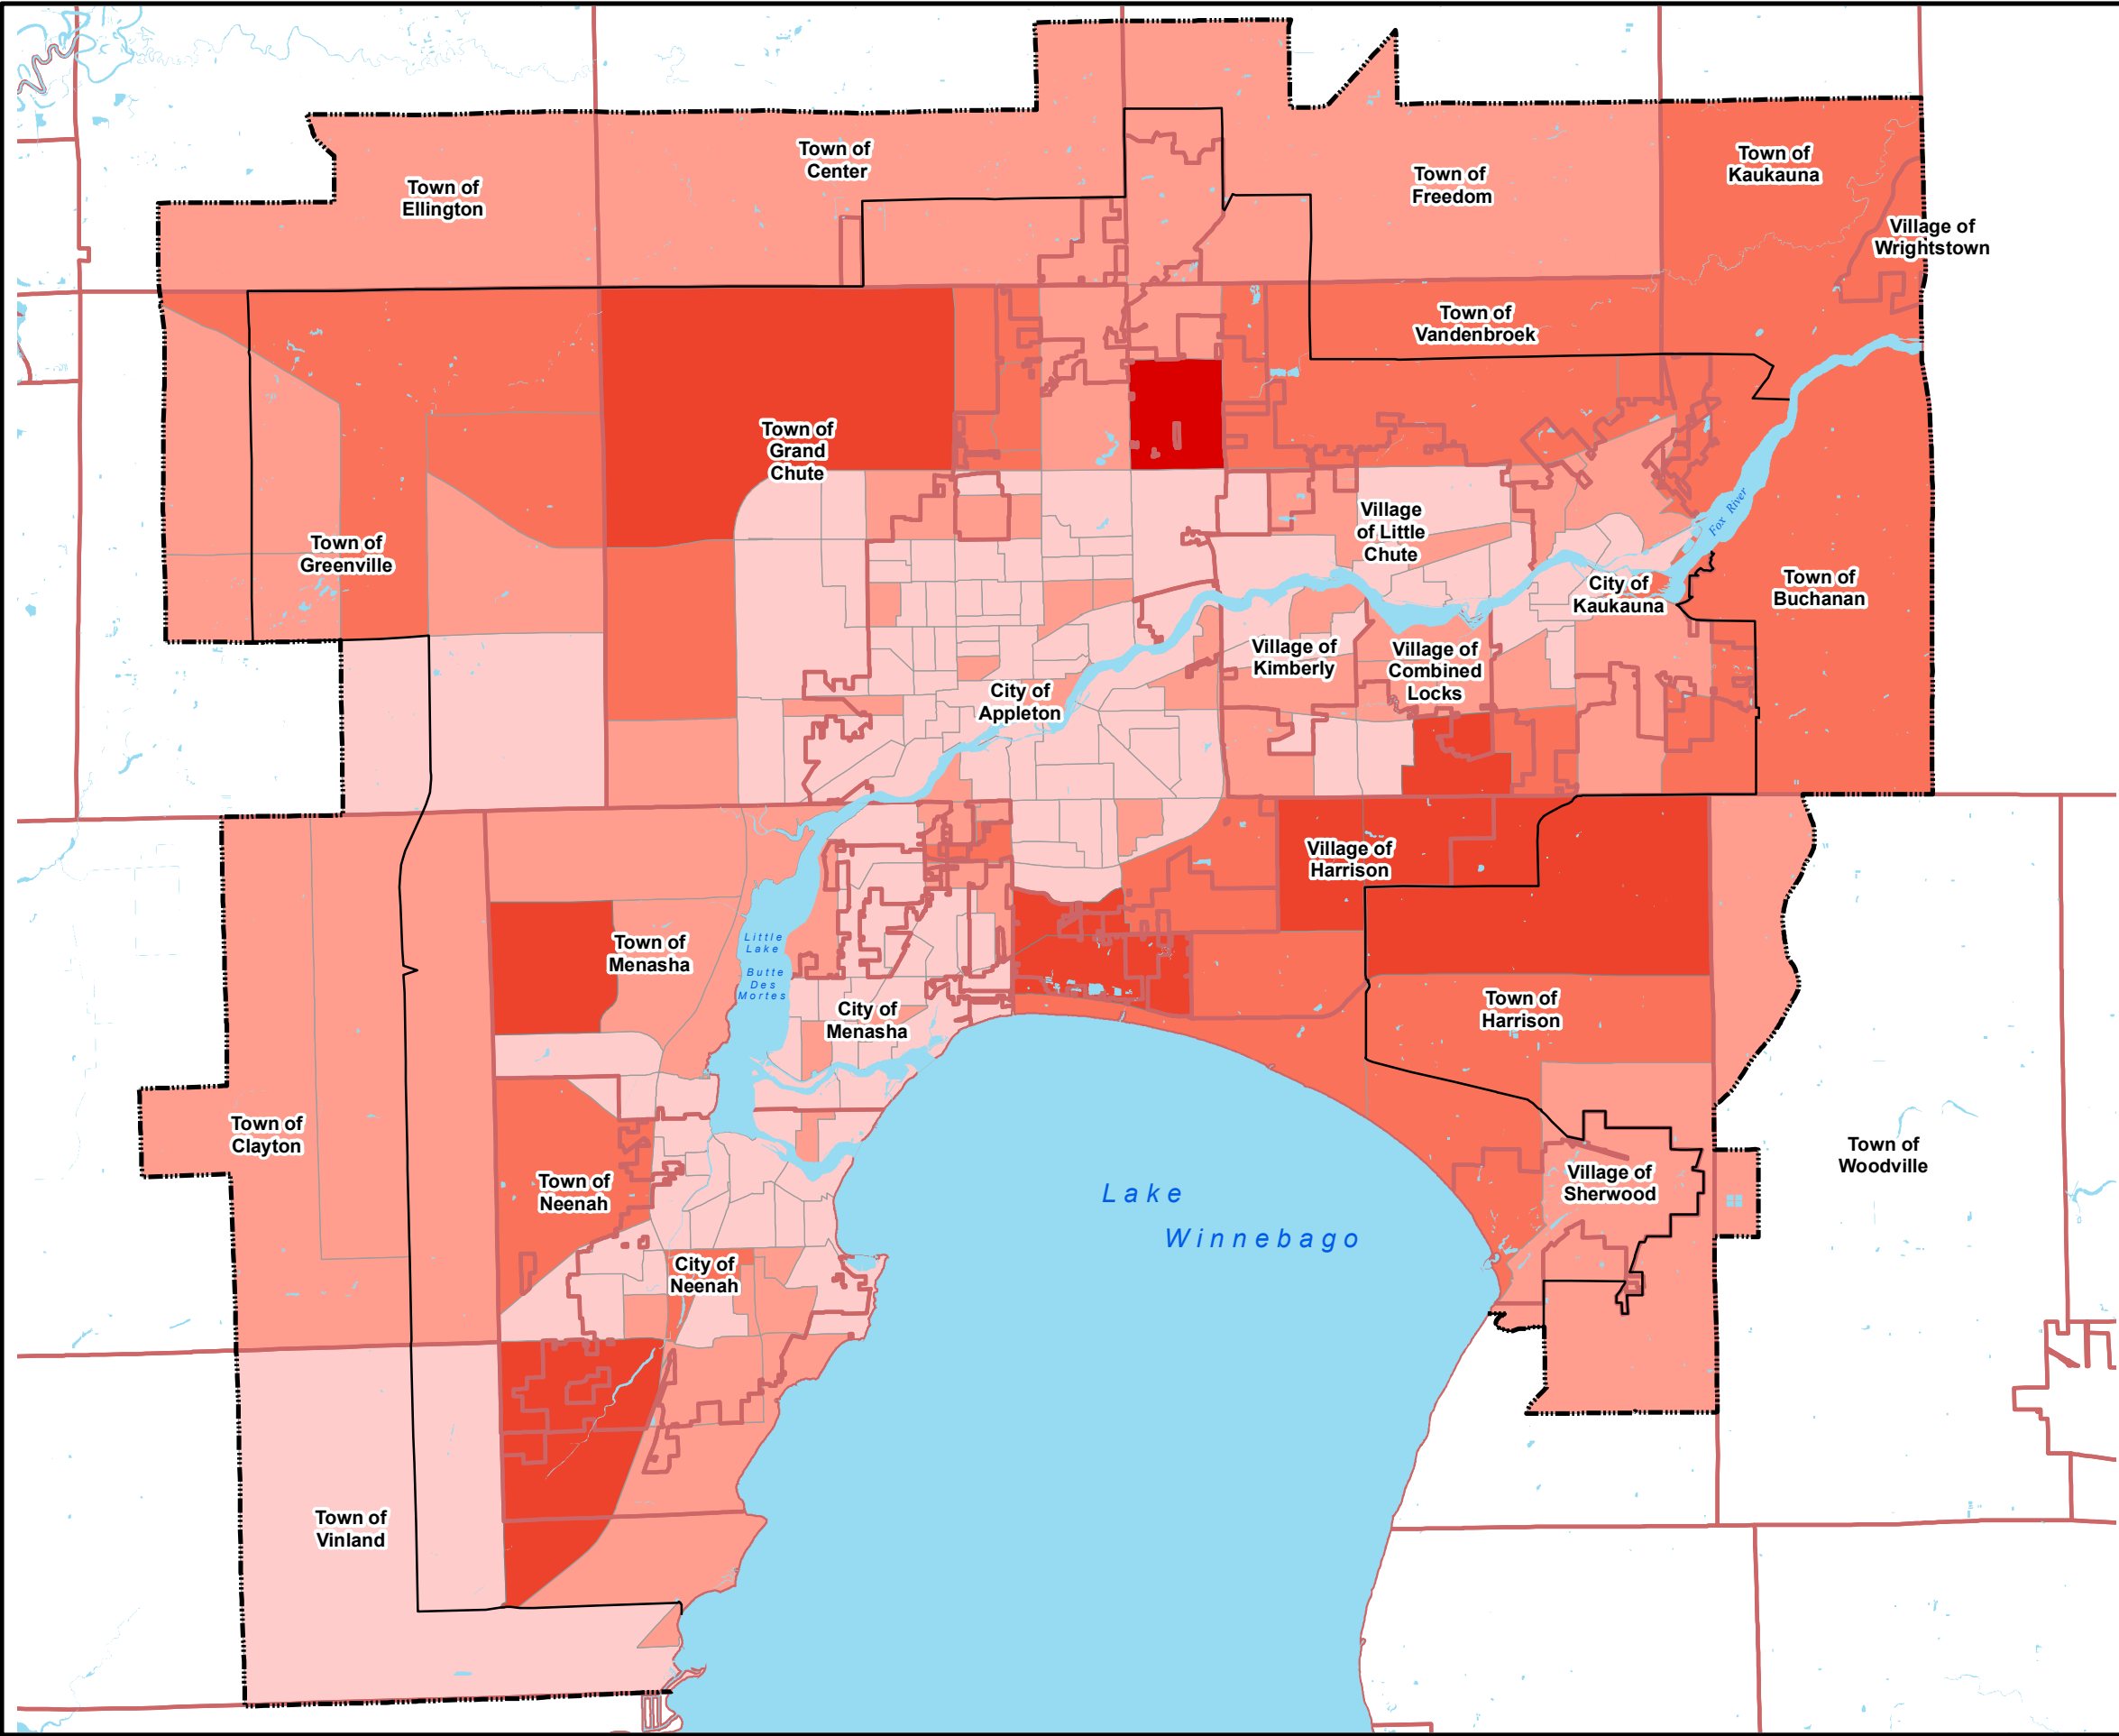 Town of
Center
Town of
Ellington
Town of
Freedom
Town of
Kaukauna
Village of
Wrightstown
Town of
Vandenbroek
Town of
Grand
Chute
Town of
Greenville
Village
of Little
Chute
Fox River
City of
Kaukauna
Town of
Buchanan
Village of
Kimberly
Village of
Combined
Locks
City of
Appleton
Village of
Harrison
Town of
Menasha
Little
Lake
Butte
Des
Mortes
City of
Menasha
Town of
Harrison
Town of
Clayton
Town of
Neenah
Town of
Woodville
Village of
Sherwood
Lake
Winnebago
City of
Neenah
Town of
Vinland